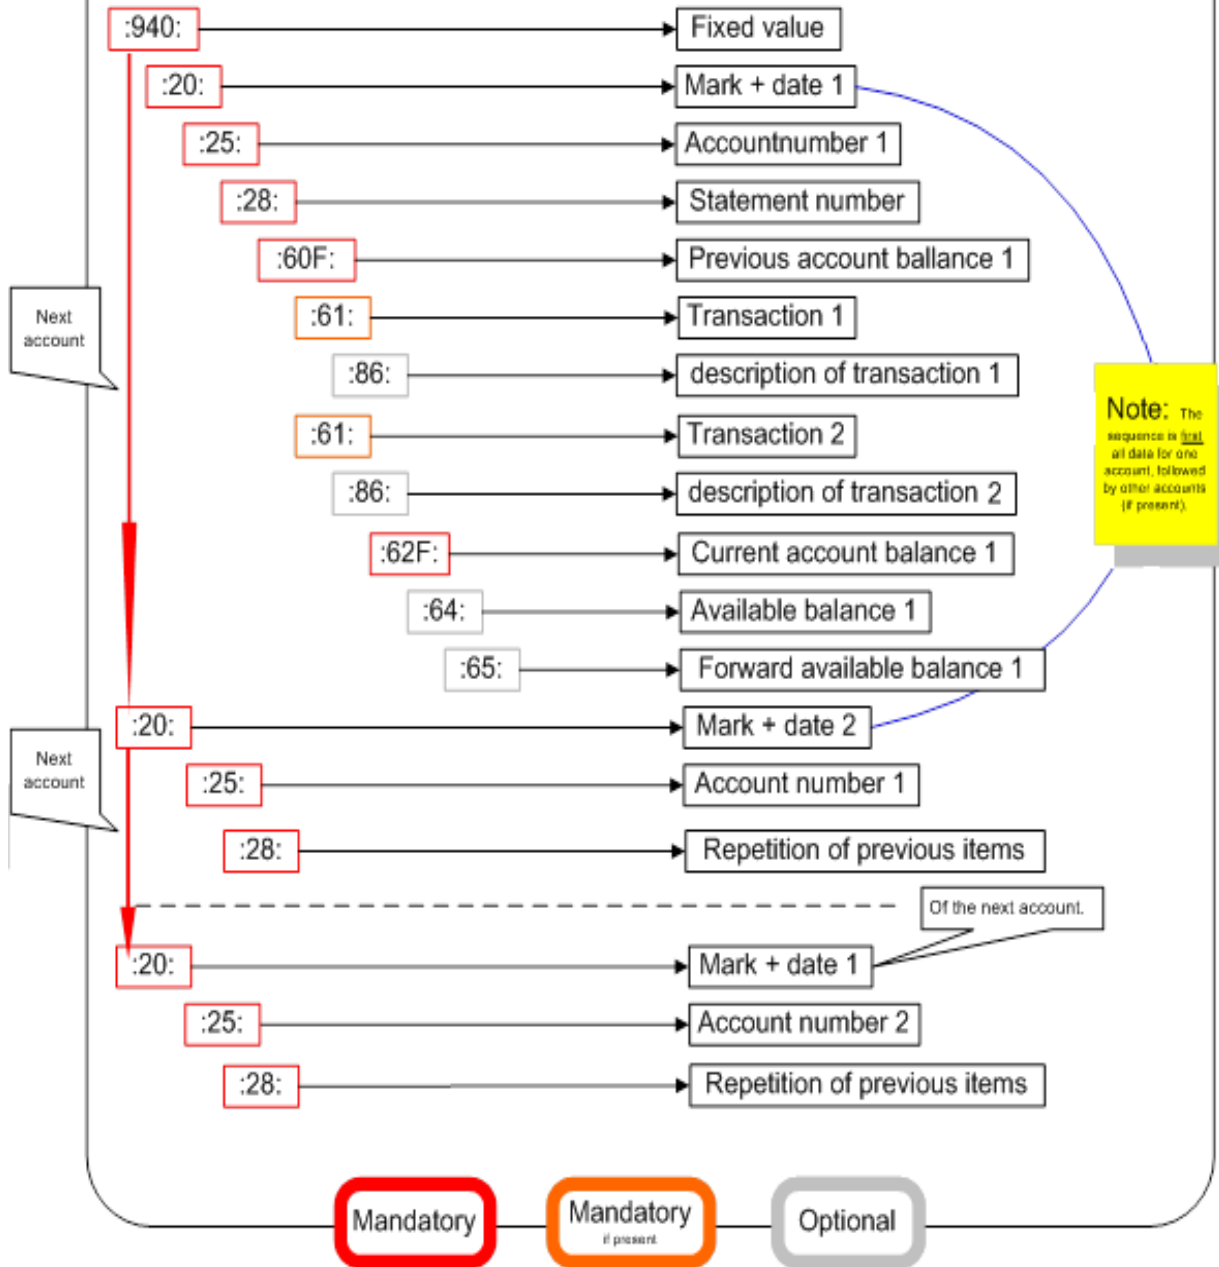 :940: Fixed value
:20: Mark + date 1
:25: Accountnumber 1
:28: Statement number
:60F: Previous account ballance 1
Next
account
:61: Transaction 1
:86: description of transaction 1
:61: Transaction 2
:86: description of transaction 2
Note: The
sequence is first
all data for one
account, followed
by other accounts
(if present).
:62F: Current account balance 1
:64: Available balance 1
:65: Forward available balance 1
:20: Mark + date 2
Next
account
:25: Account number 1
:28: Repetition of previous items
Of the next account.
:20: Mark + date 1
:25: Account number 2
:28: Repetition of previous items
Mandatory
Mandatory
if present
Optional